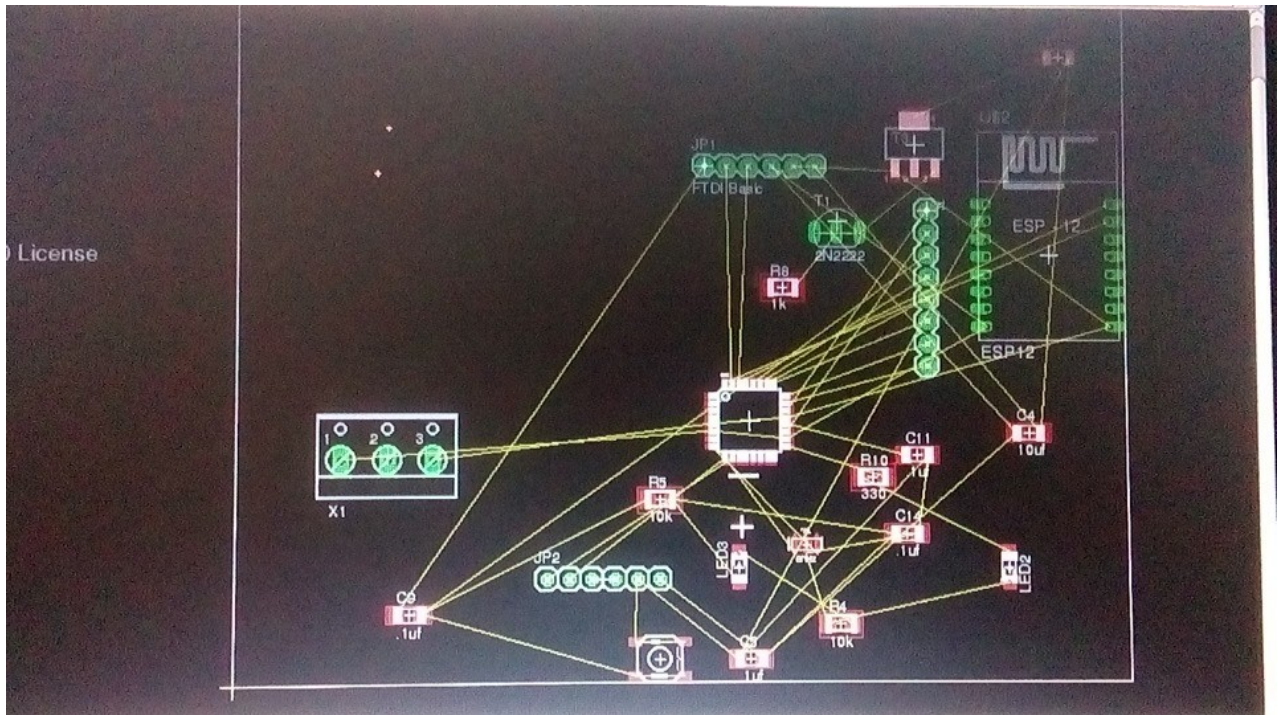 JP1
FTDI Basic
T1
2N2222
ESP - 12
ESP12
R8
1k
) License
1 2 3
X1
C4
10uf
C11
1uf
R10
330
R5
10k
C14
.1uf
JP2
LED3
LED2
C9
.1uf
R4
10k
1uf